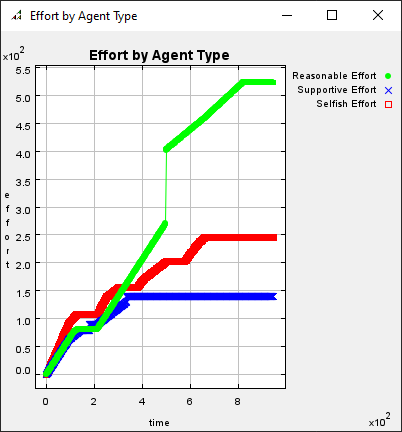 Effort by Agent Type
Effort by Agent Type
x10²
5.5
5.0
4.5
4.0
3.5
3.0
2.5
2.0
1.5
1.0
0.5
0.0
effort
0 2 4 6 8
x10²
time
Reasonable Effort
Supportive Effort
Selfish Effort